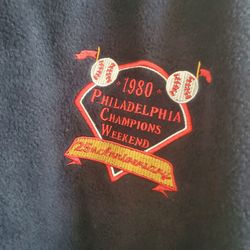 1980
PHILADELPHIA
CHAMPIONS
WEEKEND
25th Anniversary